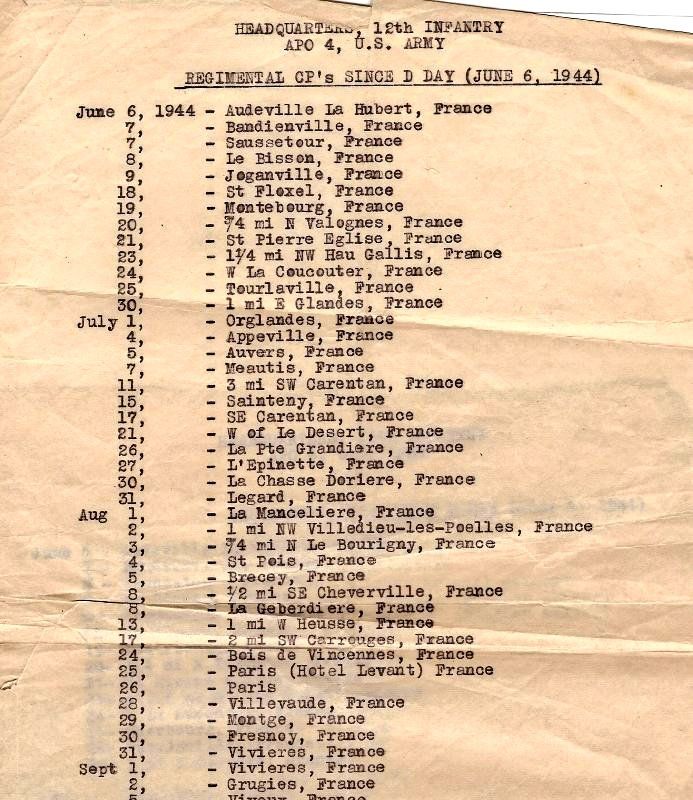 HEADQUARTERS, 12th INFANTRY
APO 4, U.S. ARMY
REGIMENTAL CP's SINCE D DAY (JUNE 6, 1944)
June 6, 1944 - Audeville La Hubert, France
7, - Bandienville, France
7, - Saussetour, France
8, - Le Bisson, France
9, - Joganville, France
18, - St Floxel, France
19, - Montebourg, France
20, - 3/4 mi N Valognes, France
21, - St Pierre Eglise, France
23, - 1 1/4 mi NW Hau Gallis, France
24, - W La Coucouter, France
25, - Tourlaville, France
30, - 1 mi E Glandes, France
July 1, - Orglandes, France
4, - Appeville, France
5, - Auvers, France
7, - Meautis, France
11, - 3 mi SW Carentan, France
15, - Sainteny, France
17, - SE Carentan, France
21, - W of Le Desert, France
26, - La Pte Grandiere, France
27, - L'Epinette, France
30, - La Chasse Doriere, France
31, - Legard, France
Aug 1, - La Manceliere, France
2, - 1 mi NW Villedieu-les-Poelles, France
3, - 3/4 mi N Le Bourigny, France
4, - St Pois, France
5, - Brecey, France
8, - 1/2 mi SE Cheverville, France
8, - La Geberdiere, France
13, - 1 mi W Heusse, France
17, - 2 mi SW Carrouges, France
24, - Bois de Vincennes, France
25, - Paris (Hotel Levant) France
26, - Paris
28, - Villevaude, France
29, - Montge, France
30, - Fresnoy, France
31, - Vivieres, France
Sept 1, - Vivieres, France
2, - Grugies, France
5, - France